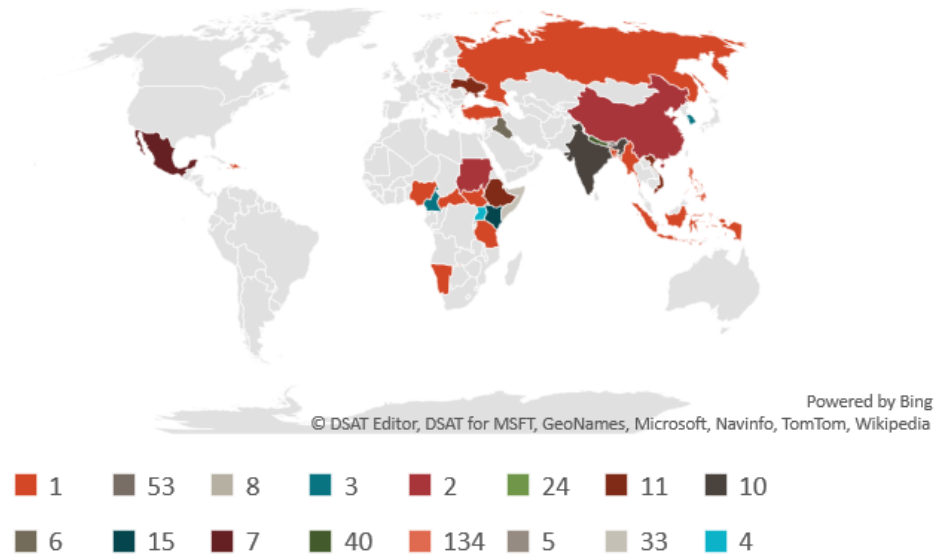 Powered by Bing
© DSAT Editor, DSAT for MSFT, GeoNames, Microsoft, Navinfo, TomTom, Wikipedia
1 53 8 3 2 24 11 10
6 15 7 40 134 5 33 4